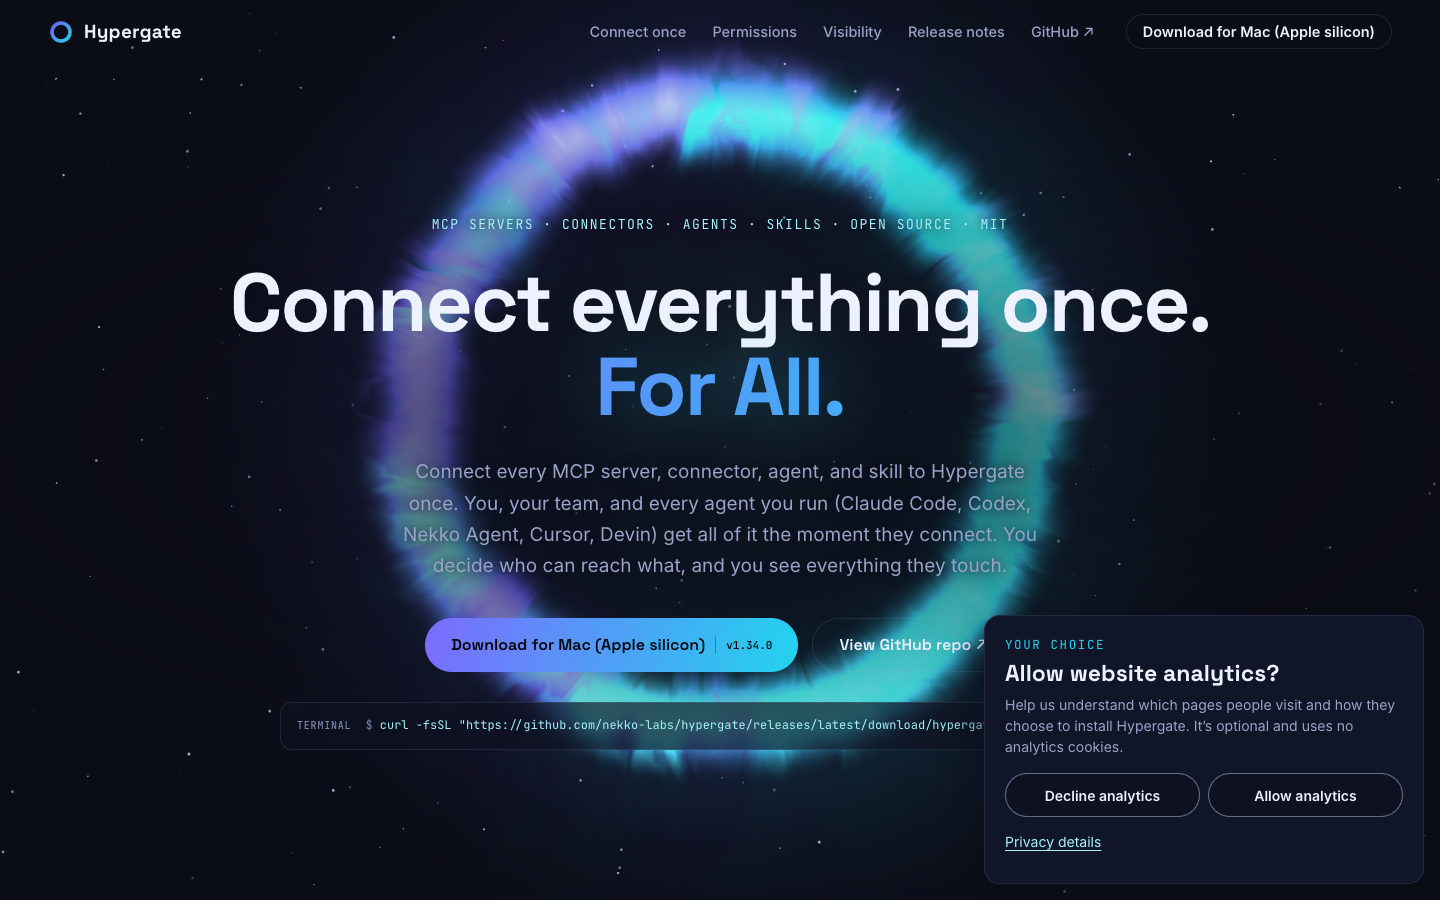 Hypergate
Connect once
Permissions
Visibility
Release notes
GitHub ↗
Download for Mac (Apple silicon)
MCP SERVERS · CONNECTORS · AGENTS · SKILLS · OPEN SOURCE · MIT
Connect everything once.
For All.
Connect every MCP server, connector, agent, and skill to Hypergate
once. You, your team, and every agent you run (Claude Code, Codex,
Nekko Agent, Cursor, Devin) get all of it the moment they connect. You
decide who can reach what, and you see everything they touch.
Download for Mac (Apple silicon) | v1.34.0
View GitHub repo ↗
TERMINAL $ curl -fsSL "https://github.com/nekko-labs/hypergate/releases/latest/download/hypergat
YOUR CHOICE
Allow website analytics?
Help us understand which pages people visit and how they
choose to install Hypergate. It’s optional and uses no
analytics cookies.
Decline analytics
Allow analytics
Privacy details